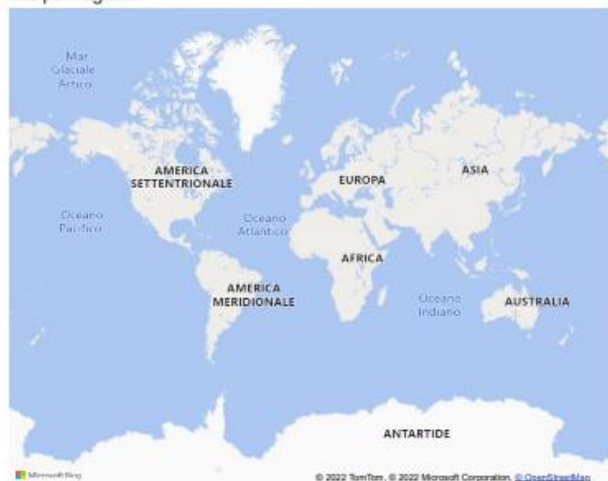 Mar
Glaciale
Artico
AMERICA
SETTENTRIONALE
EUROPA
ASIA
Oceano
Pacifico
Oceano
Atlantico
AFRICA
AMERICA
MERIDIONALE
Oceano
Indiano
AUSTRALIA
ANTARTIDE
Microsoft Bing
© 2022 TomTom, © 2022 Microsoft Corporation, © OpenStreetMap